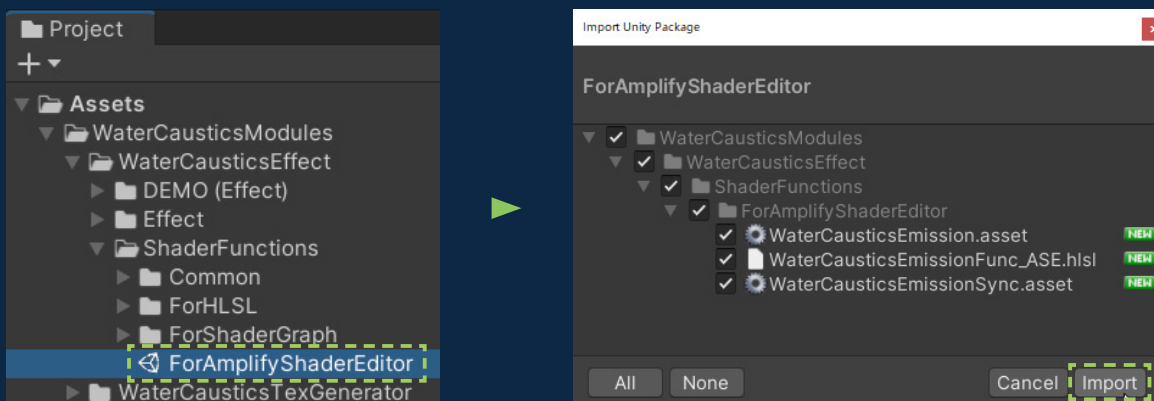 Project
Assets
WaterCausticsModules
WaterCausticsEffect
DEMO (Effect)
Effect
ShaderFunctions
Common
ForHLSL
ForShaderGraph
ForAmplifyShaderEditor
WaterCausticsTexGenerator
Import Unity Package
ForAmplifyShaderEditor
WaterCausticsModules
WaterCausticsEffect
ShaderFunctions
ForAmplifyShaderEditor
WaterCausticsEmission.asset NEW
WaterCausticsEmissionFunc_ASE.hlsl NEW
WaterCausticsEmissionSync.asset NEW
All None Cancel Import